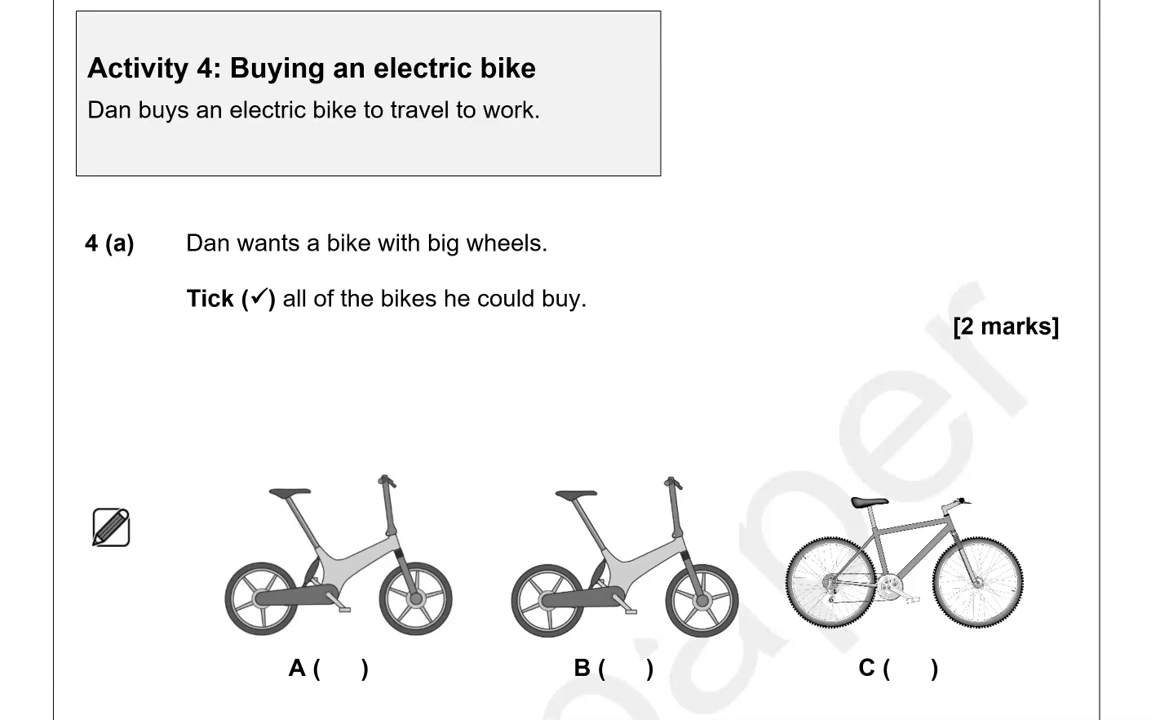 Activity 4: Buying an electric bike
Dan buys an electric bike to travel to work.
4 (a) Dan wants a bike with big wheels.
Tick (✓) all of the bikes he could buy.
[2 marks]
A ( )
B ( )
C ( )